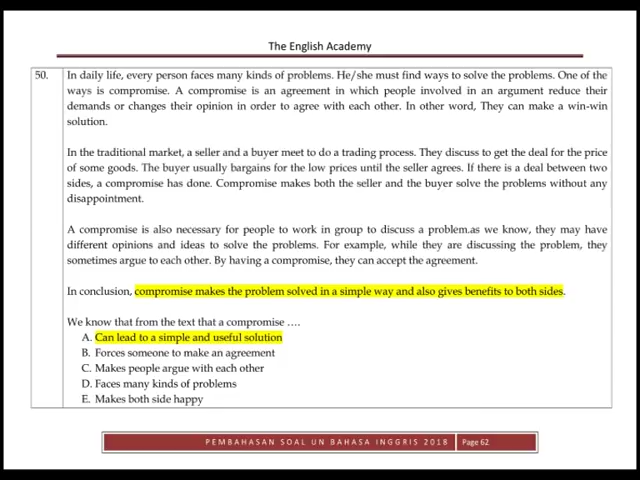 The English Academy
50. In daily life, every person faces many kinds of problems. He/she must find ways to solve the problems. One of the
ways is compromise. A compromise is an agreement in which people involved in an argument reduce their
demands or changes their opinion in order to agree with each other. In other word, They can make a win-win
solution.
In the traditional market, a seller and a buyer meet to do a trading process. They discuss to get the deal for the price
of some goods. The buyer usually bargains for the low prices until the seller agrees. If there is a deal between two
sides, a compromise has done. Compromise makes both the seller and the buyer solve the problems without any
disappointment.
A compromise is also necessary for people to work in group to discuss a problem.as we know, they may have
different opinions and ideas to solve the problems. For example, while they are discussing the problem, they
sometimes argue to each other. By having a compromise, they can accept the agreement.
In conclusion, compromise makes the problem solved in a simple way and also gives benefits to both sides.
We know that from the text that a compromise ….
A. Can lead to a simple and useful solution
B. Forces someone to make an agreement
C. Makes people argue with each other
D. Faces many kinds of problems
E. Makes both side happy
PEMBAHASAN SOAL UN BAHASA INGGRIS 2018 Page 62